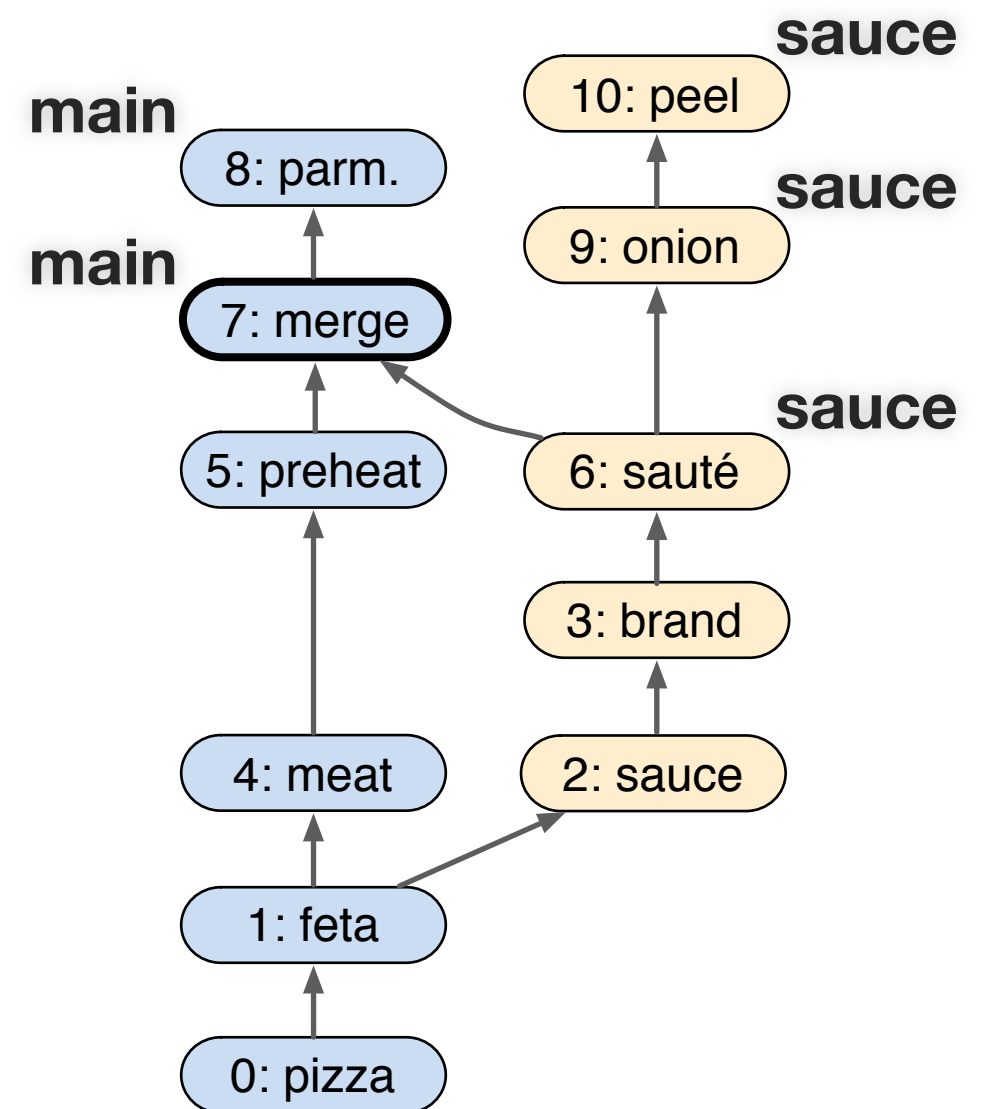 sauce
10: peel
main
8: parm.
sauce
9: onion
main
7: merge
sauce
5: preheat
6: sauté
3: brand
4: meat
2: sauce
1: feta
0: pizza